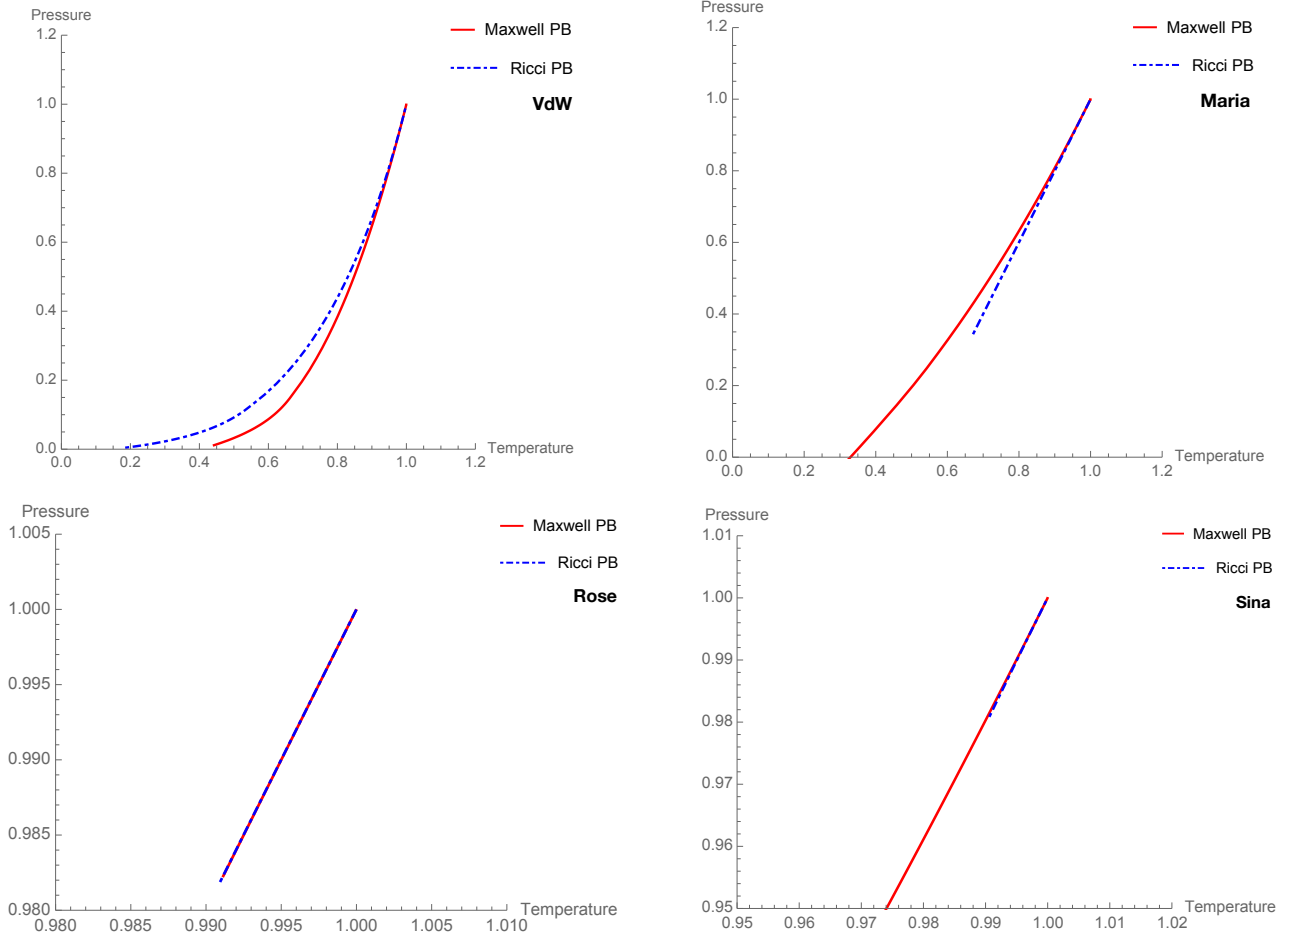 Pressure
Maxwell PB
Ricci PB
VdW
1.2
1.0
0.8
0.6
0.4
0.2
0.0
0.0 0.2 0.4 0.6 0.8 1.0 1.2
Temperature
Pressure
Maxwell PB
Ricci PB
Maria
1.2
1.0
0.8
0.6
0.4
0.2
0.0
0.0 0.2 0.4 0.6 0.8 1.0 1.2
Temperature
Pressure
Maxwell PB
Ricci PB
Rose
1.005
1.000
0.995
0.990
0.985
0.980
0.980 0.985 0.990 0.995 1.000 1.005 1.010
Temperature
Pressure
Maxwell PB
Ricci PB
Sina
1.01
1.00
0.99
0.98
0.97
0.96
0.95
0.95 0.96 0.97 0.98 0.99 1.00 1.01 1.02
Temperature